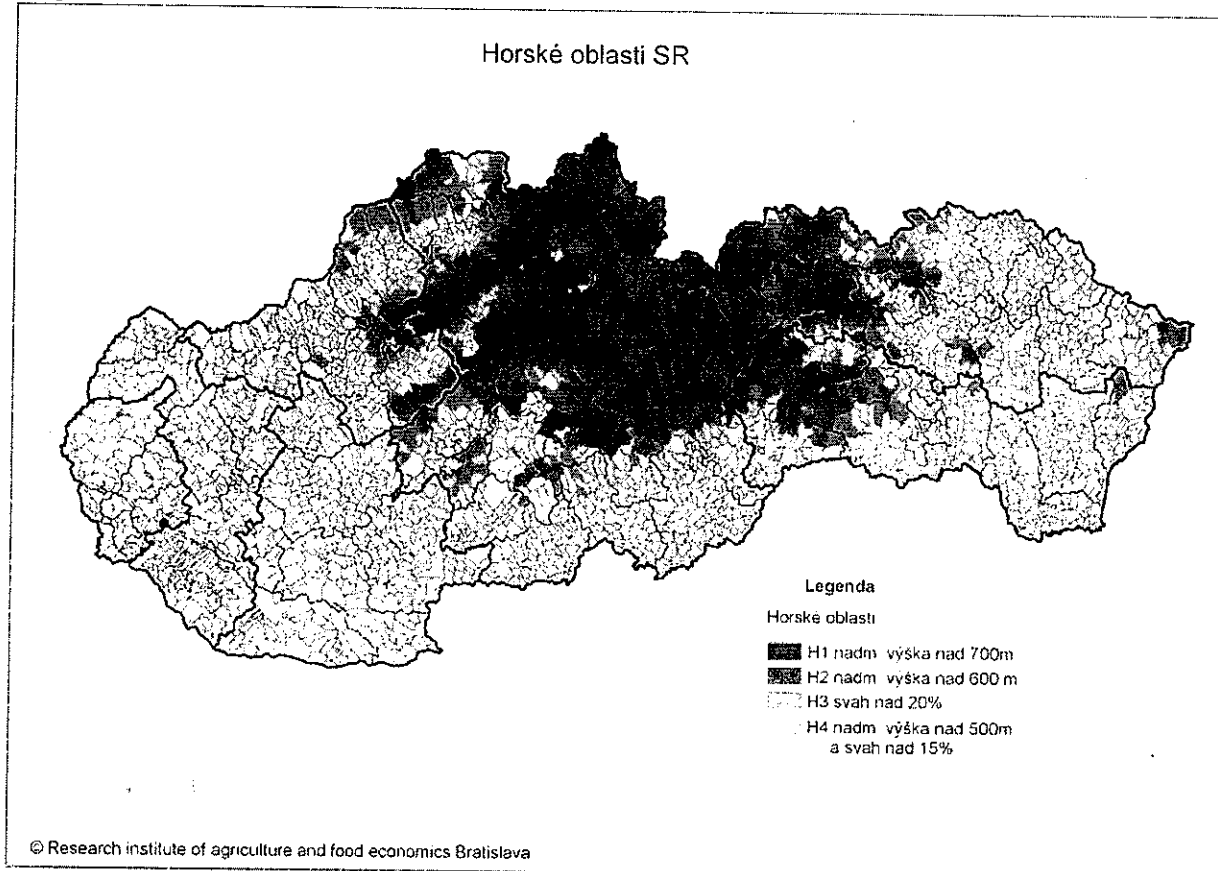 Horské oblasti SR
Legenda
Horské oblasti
H1 nadm výška nad 700m
H2 nadm výška nad 600 m
H3 svah nad 20%
H4 nadm výška nad 500m
a svah nad 15%
© Research institute of agriculture and food economics Bratislava